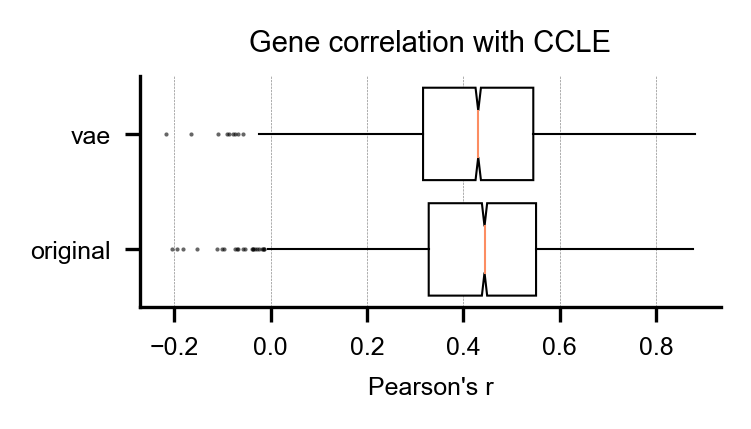 Gene correlation with CCLE
vae
original
−0.2 0.0 0.2 0.4 0.6 0.8
Pearson's r